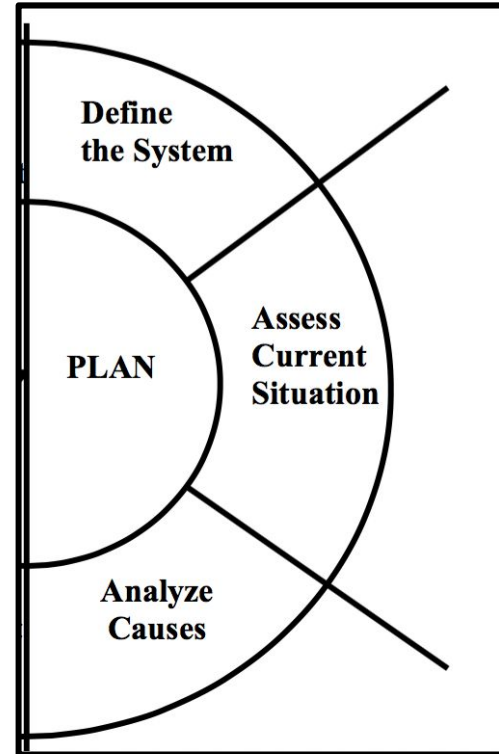 Define
the System
Assess
Current
Situation
PLAN
Analyze
Causes